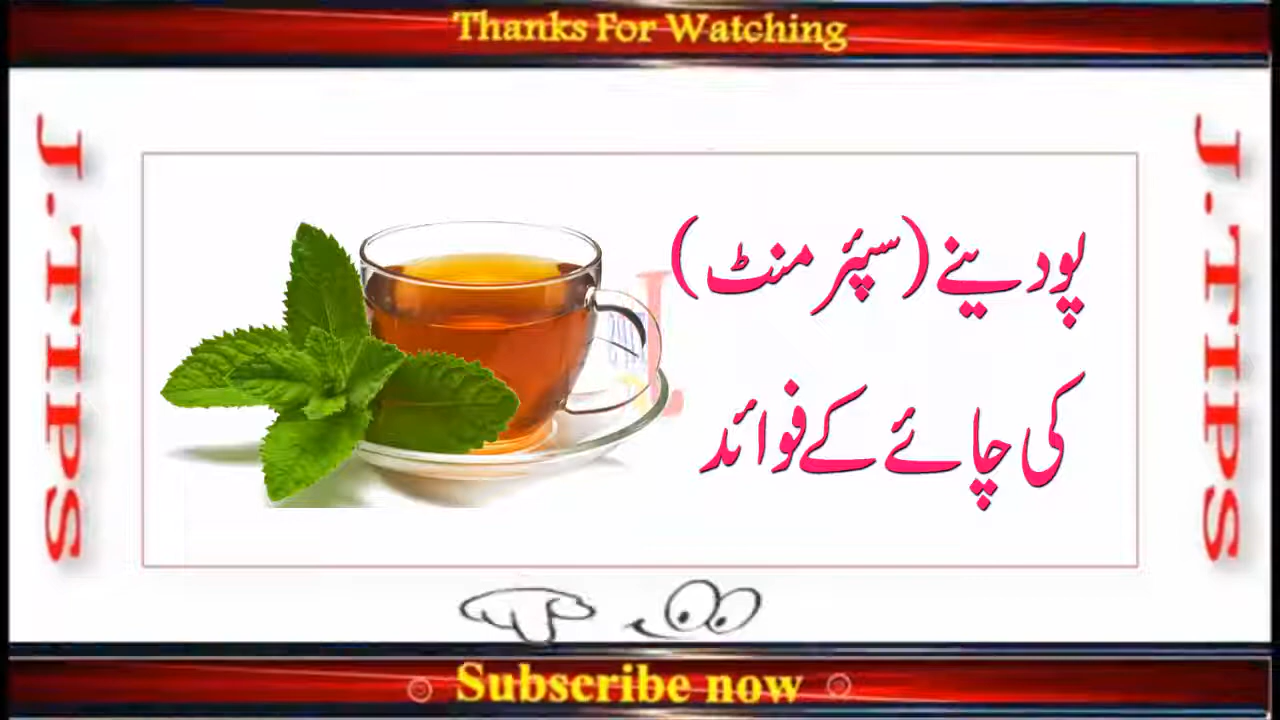 Thanks For Watching
J.TIPS
J.TIPS
پودینے (سپئر منٹ)
کی چائے کے فوائد
Subscribe now